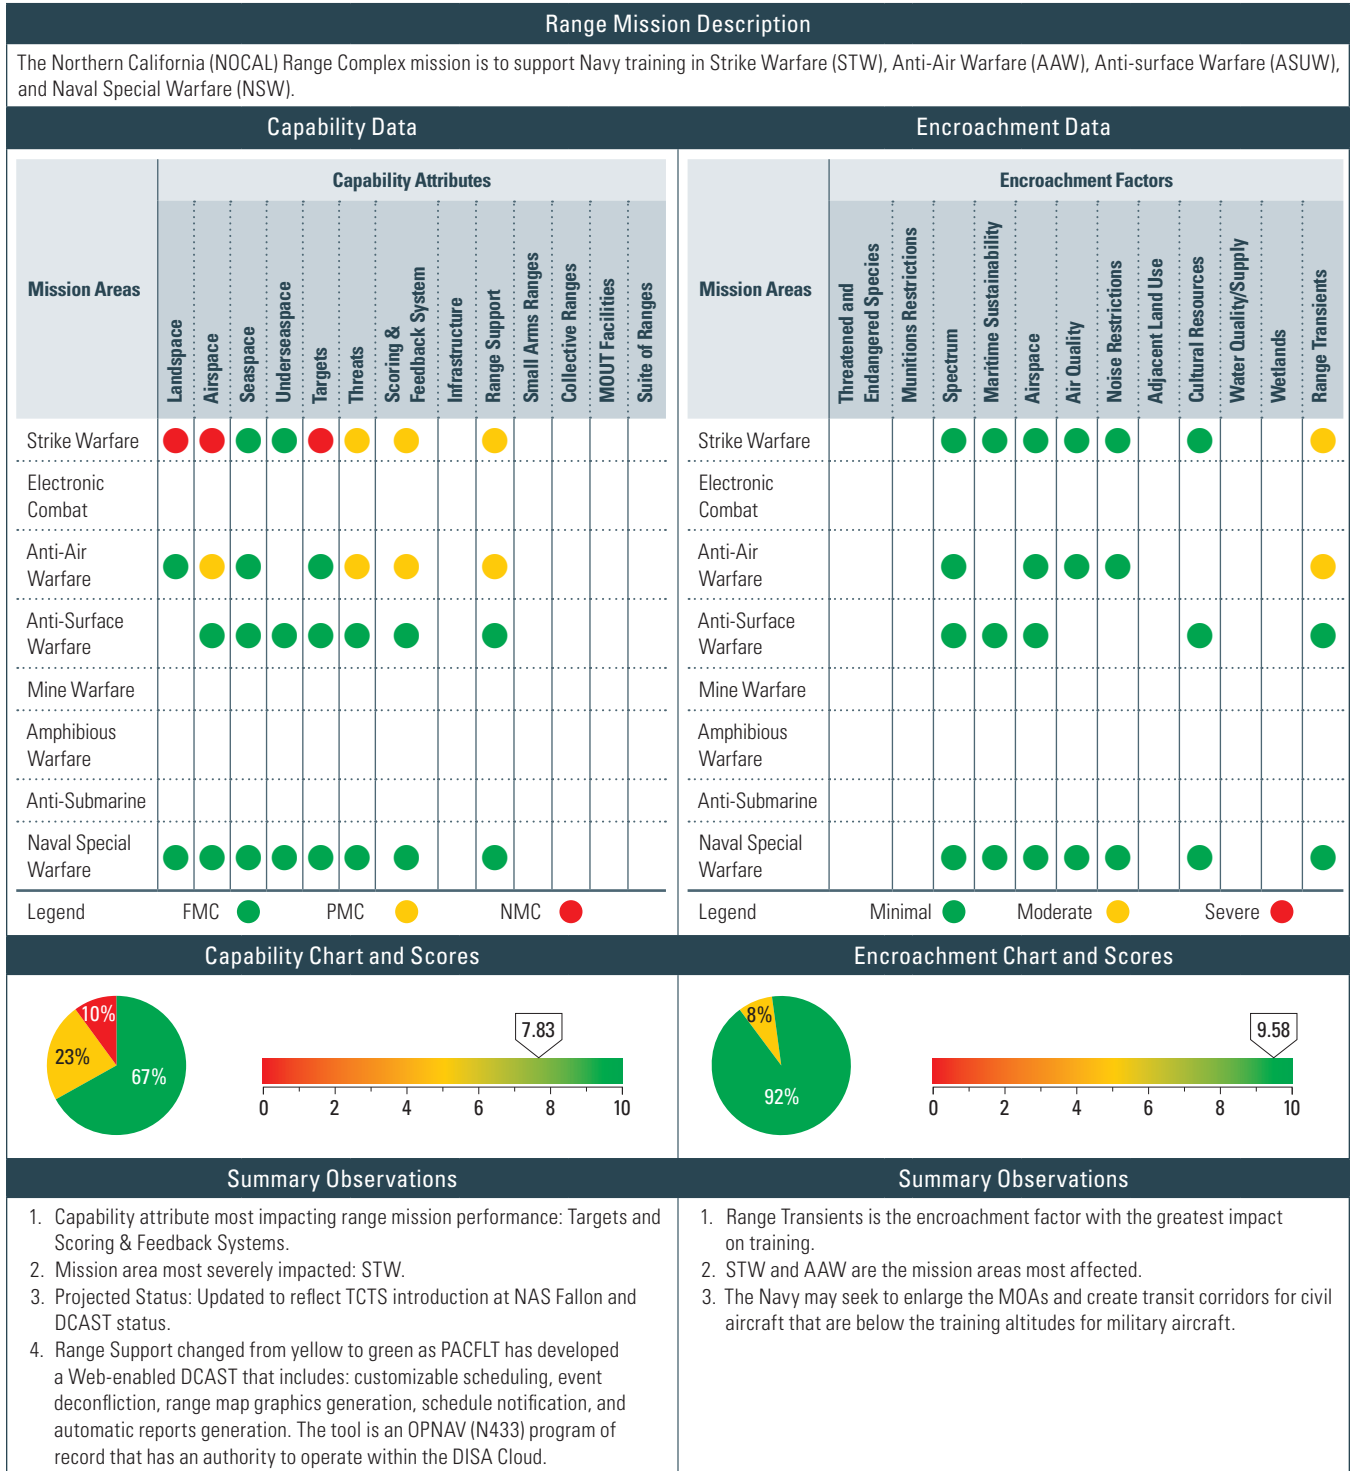 Range Mission Description
The Northern California (NOCAL) Range Complex mission is to support Navy training in Strike Warfare (STW), Anti-Air Warfare (AAW), Anti-surface Warfare (ASUW),
and Naval Special Warfare (NSW).
Capability Data
Mission Areas
Capability Attributes
Landspace
Airspace
Seaspace
Underseaspace
Targets
Threats
Scoring &
Feedback System
Infrastructure
Range Support
Small Arms Ranges
Collective Ranges
MOUT Facilities
Suite of Ranges
Strike Warfare
Electronic
Combat
Anti-Air
Warfare
Anti-Surface
Warfare
Mine Warfare
Amphibious
Warfare
Anti-Submarine
Naval Special
Warfare
Legend FMC PMC NMC
Encroachment Data
Mission Areas
Encroachment Factors
Threatened and
Endangered Species
Munitions Restrictions
Spectrum
Maritime Sustainability
Airspace
Air Quality
Noise Restrictions
Adjacent Land Use
Cultural Resources
Water Quality/Supply
Wetlands
Range Transients
Strike Warfare
Electronic
Combat
Anti-Air
Warfare
Anti-Surface
Warfare
Mine Warfare
Amphibious
Warfare
Anti-Submarine
Naval Special
Warfare
Legend Minimal Moderate Severe
Capability Chart and Scores
10%
23%
67%
7.83
0 2 4 6 8 10
Encroachment Chart and Scores
8%
92%
9.58
0 2 4 6 8 10
Summary Observations
1. Capability attribute most impacting range mission performance: Targets and
Scoring & Feedback Systems.
2. Mission area most severely impacted: STW.
3. Projected Status: Updated to reflect TCTS introduction at NAS Fallon and
DCAST status.
4. Range Support changed from yellow to green as PACFLT has developed
a Web-enabled DCAST that includes: customizable scheduling, event
deconfliction, range map graphics generation, schedule notification, and
automatic reports generation. The tool is an OPNAV (N433) program of
record that has an authority to operate within the DISA Cloud.
Summary Observations
1. Range Transients is the encroachment factor with the greatest impact
on training.
2. STW and AAW are the mission areas most affected.
3. The Navy may seek to enlarge the MOAs and create transit corridors for civil
aircraft that are below the training altitudes for military aircraft.